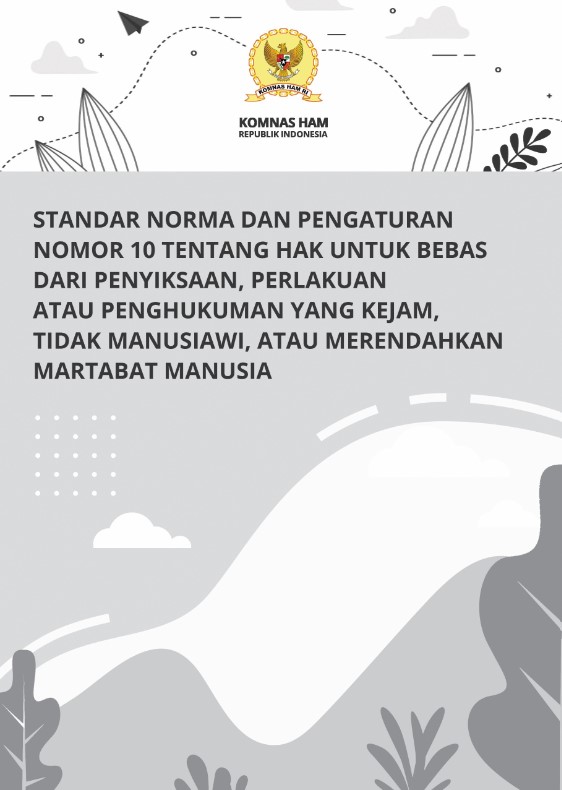 KOMNAS HAM RI
KOMNAS HAM
REPUBLIK INDONESIA
STANDAR NORMA DAN PENGATURAN
NOMOR 10 TENTANG HAK UNTUK BEBAS
DARI PENYIKSAAN, PERLAKUAN
ATAU PENGHUKUMAN YANG KEJAM,
TIDAK MANUSIAWI, ATAU MERENDAHKAN
MARTABAT MANUSIA